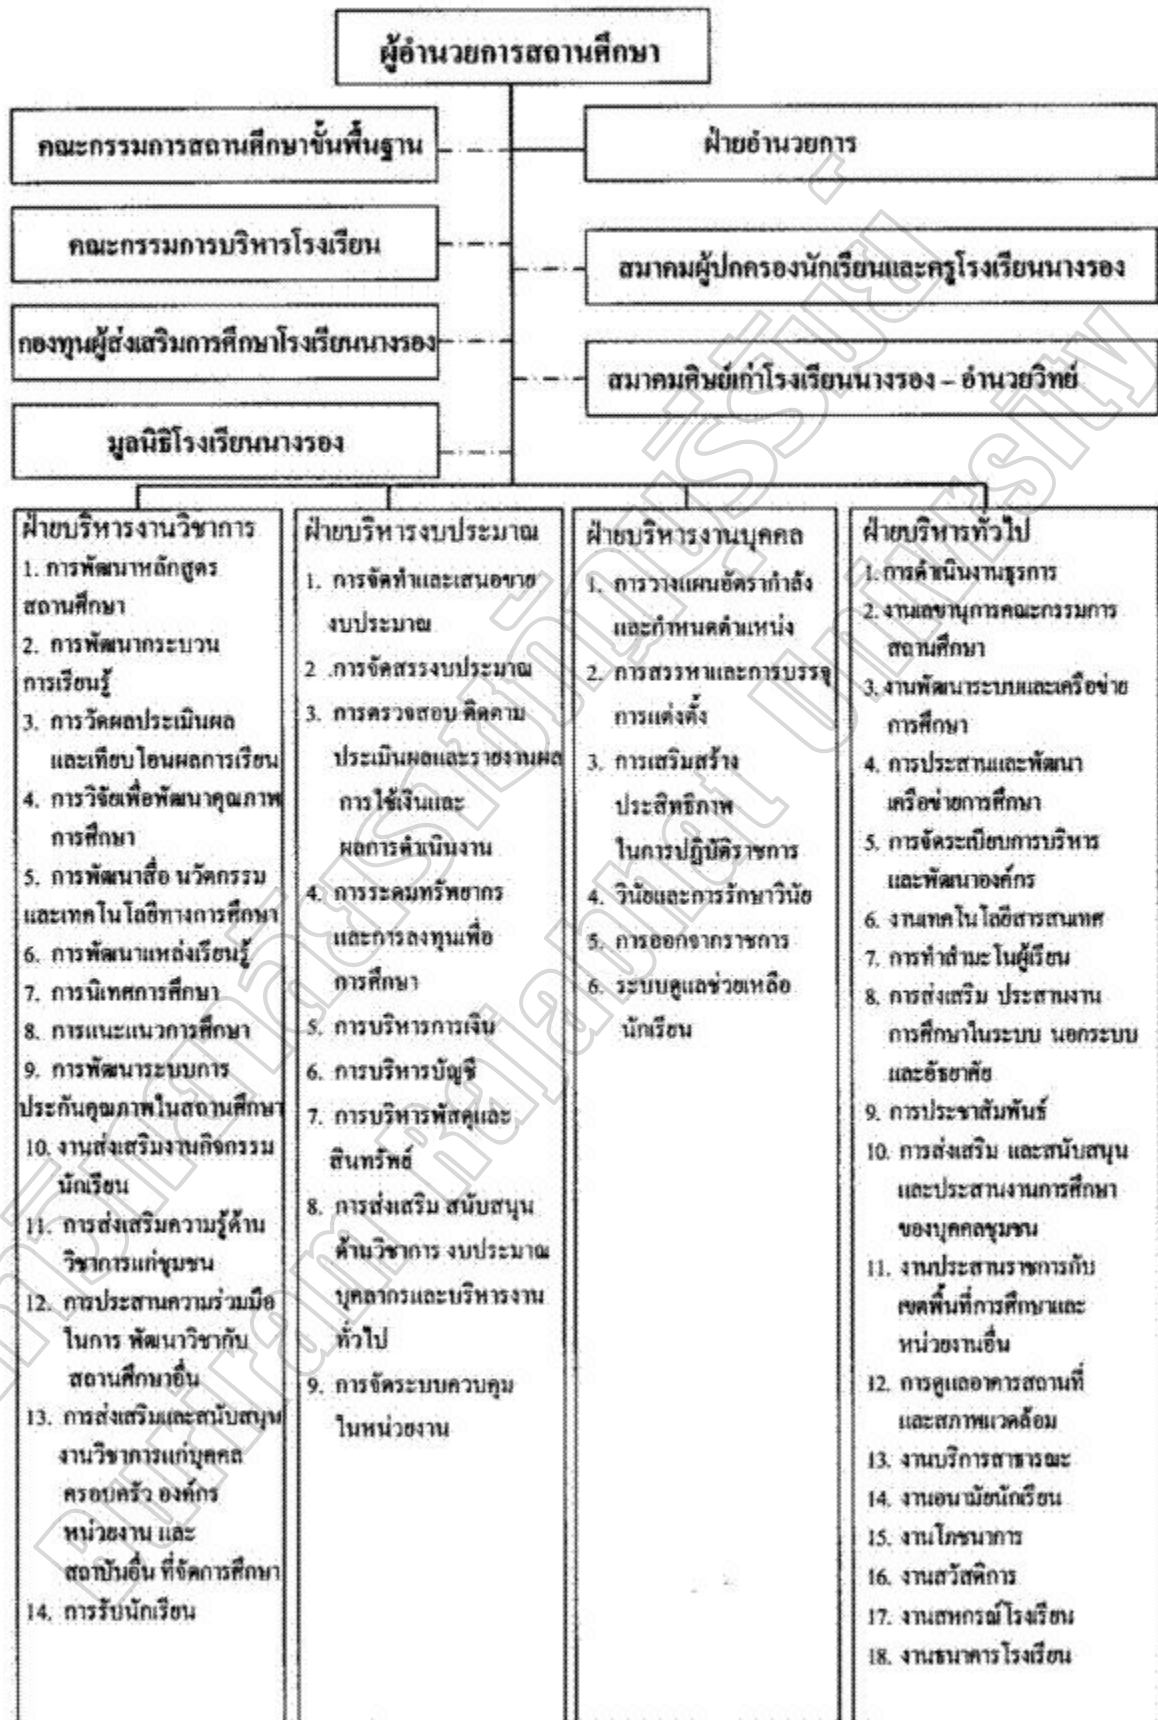 ผู้อำนวยการสถานศึกษา
คณะกรรมการสถานศึกษาขั้นพื้นฐาน
ฝ่ายอำนวยการ
คณะกรรมการบริหารโรงเรียน
สมาคมผู้ปกครองนักเรียนและครูโรงเรียนนางรอง
กองทุนผู้ส่งเสริมการศึกษาโรงเรียนนางรอง
สมาคมศิษย์เก่าโรงเรียนนางรอง – อำนวยวิทย์
มูลนิธิโรงเรียนนางรอง
ฝ่ายบริหารงานวิชาการ
1. การพัฒนาหลักสูตร
สถานศึกษา
2. การพัฒนากระบวน
การเรียนรู้
3. การวัดผลประเมินผล
และเทียบโอนผลการเรียน
4. การวิจัยเพื่อพัฒนาคุณภาพ
การศึกษา
5. การพัฒนาสื่อ นวัตกรรม
และเทคโนโลยีทางการศึกษา
6. การพัฒนาแหล่งเรียนรู้
7. การนิเทศการศึกษา
8. การแนะแนวการศึกษา
9. การพัฒนาระบบการ
ประกันคุณภาพในสถานศึกษา
10. งานส่งเสริมงานกิจกรรม
นักเรียน
11. การส่งเสริมความรู้ด้าน
วิชาการแก่ชุมชน
12. การประสานความร่วมมือ
ในการ พัฒนาวิชากับ
สถานศึกษาอื่น
13. การส่งเสริมและสนับสนุน
งานวิชาการแก่บุคคล
ครอบครัว องค์กร
หน่วยงาน และ
สถาบันอื่น ที่จัดการศึกษา
14. การรับนักเรียน
ฝ่ายบริหารงบประมาณ
1. การจัดทำและเสนอขาย
งบประมาณ
2 .การจัดสรรงบประมาณ
3. การตรวจสอบ ติดตาม
ประเมินผลและรายงานผล
การใช้เงินและ
ผลการดำเนินงาน
4. การระดมทรัพยากร
และการลงทุนเพื่อ
การศึกษา
5. การบริหารการเงิน
6. การบริหารบัญชี
7. การบริหารพัสดุและ
สินทรัพย์
8. การส่งเสริม สนับสนุน
ด้านวิชาการ งบประมาณ
บุคลากรและบริหารงาน
ทั่วไป
9. การจัดระบบควบคุม
ในหน่วยงาน
ฝ่ายบริหารงานบุคคล
1. การวางแผนอัตรากำลัง
และกำหนดตำแหน่ง
2. การสรรหาและการบรรจุ
การแต่งตั้ง
3. การเสริมสร้าง
ประสิทธิภาพ
ในการปฏิบัติราชการ
4. วินัยและการรักษาวินัย
5. การออกจากราชการ
6. ระบบดูแลช่วยเหลือ
นักเรียน
ฝ่ายบริหารทั่วไป
1. การดำเนินงานธุรการ
2. งานเลขานุการคณะกรรมการ
สถานศึกษา
3. งานพัฒนาระบบและเครือข่าย
การศึกษา
4. การประสานและพัฒนา
เครือข่ายการศึกษา
5. การจัดระเบียบการบริหาร
และพัฒนาองค์กร
6. งานเทคโนโลยีสารสนเทศ
7. การทำสำมะโนผู้เรียน
8. การส่งเสริม ประสานงาน
การศึกษาในระบบ นอกระบบ
และอัธยาศัย
9. การประชาสัมพันธ์
10. การส่งเสริม และสนับสนุน
และประสานงานการศึกษา
ของบุคคลชุมชน
11. งานประสานราชการกับ
เขตพื้นที่การศึกษาและ
หน่วยงานอื่น
12. การดูแลอาคารสถานที่
และสภาพแวดล้อม
13. งานบริการสาธารณะ
14. งานอนามัยนักเรียน
15. งานโภชนาการ
16. งานสวัสดิการ
17. งานสหกรณ์โรงเรียน
18. งานธนาคารโรงเรียน
มหาวิทยาลัยราชภัฏบุรีรัมย์
Buriram Rajabhat University